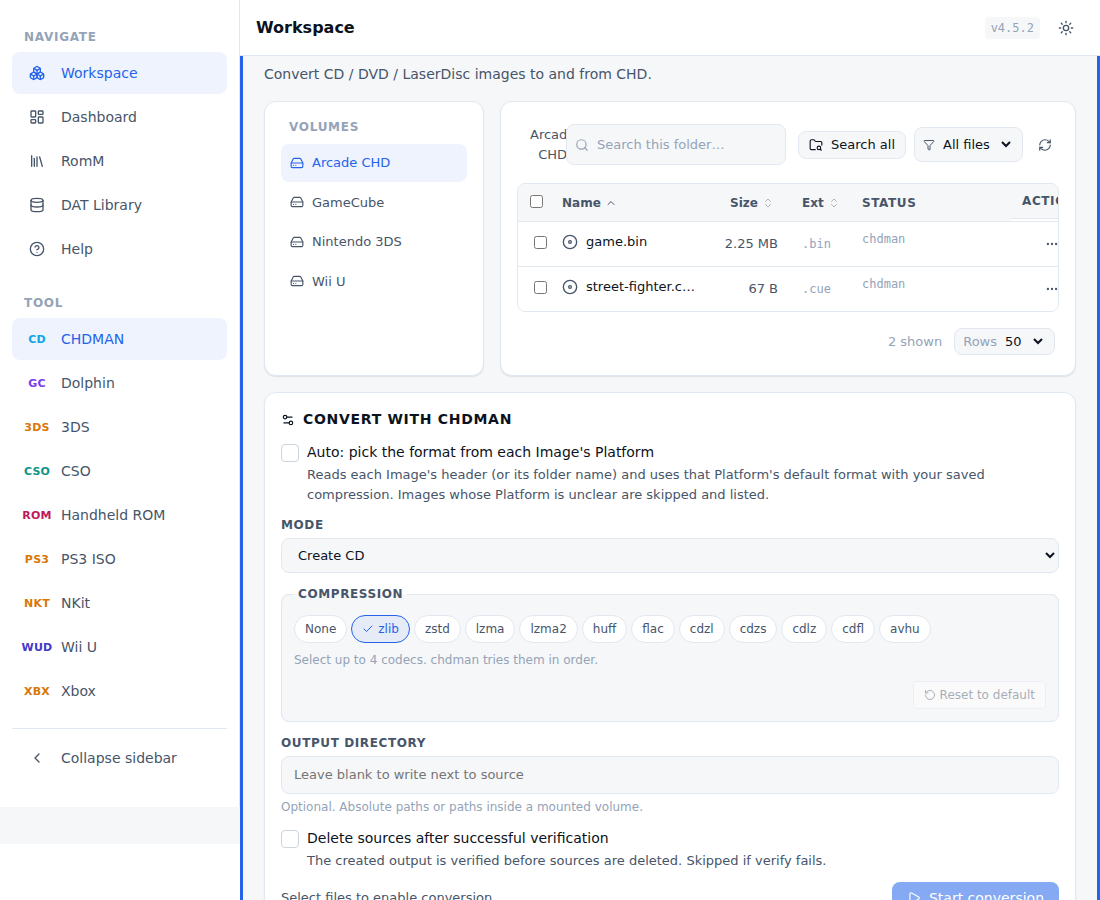 NAVIGATE
Workspace
Dashboard
RomM
DAT Library
Help
TOOL
CD CHDMAN
GC Dolphin
3DS 3DS
CSO CSO
ROM Handheld ROM
PS3 PS3 ISO
NKT NKit
WUD Wii U
XBX Xbox
Collapse sidebar
Workspace
v4.5.2
Convert CD / DVD / LaserDisc images to and from CHD.
VOLUMES
Arcade CHD
GameCube
Nintendo 3DS
Wii U
Arcad
CHD
Search this folder...
Search all
All files
Name Size Ext STATUS ACTIO
game.bin 2.25 MB .bin chdman ...
street-fighter.c... 67 B .cue chdman ...
2 shown Rows 50
CONVERT WITH CHDMAN
Auto: pick the format from each Image's Platform
Reads each Image's header (or its folder name) and uses that Platform's default format with your saved
compression. Images whose Platform is unclear are skipped and listed.
MODE
Create CD
COMPRESSION
None zlib zstd lzma lzma2 huff flac cdzl cdzs cdlz cdfl avhu
Select up to 4 codecs. chdman tries them in order.
Reset to default
OUTPUT DIRECTORY
Leave blank to write next to source
Optional. Absolute paths or paths inside a mounted volume.
Delete sources after successful verification
The created output is verified before sources are deleted. Skipped if verify fails.
Select files to enable conversion
Start conversion